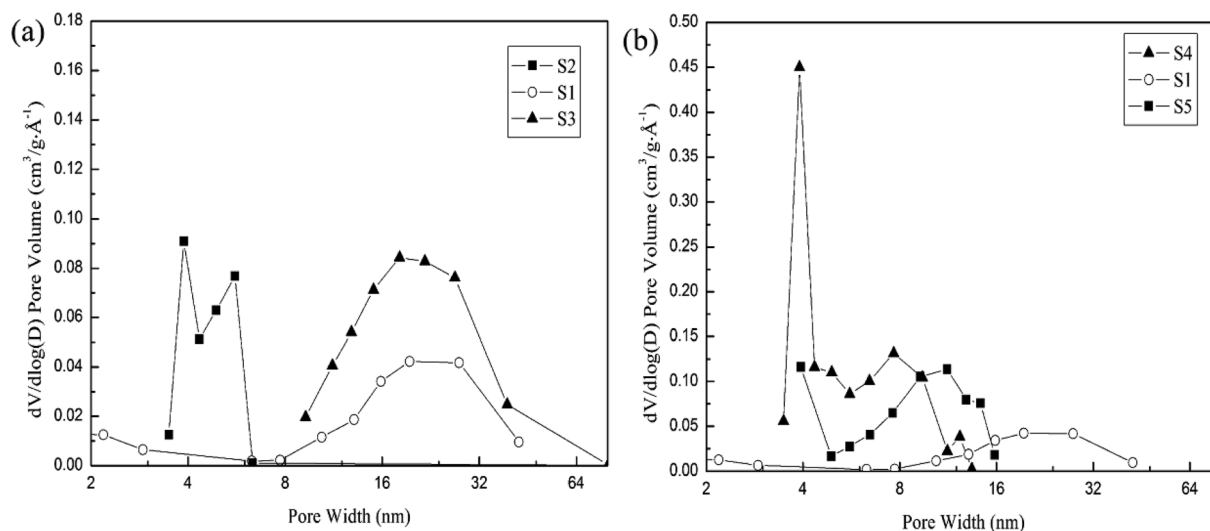 (a)
0.18
0.16
0.14
0.12
0.10
0.08
0.06
0.04
0.02
0.00
dV/dlog(D) Pore Volume (cm³/g·Å⁻¹)
S2
S1
S3
2 4 8 16 32 64
Pore Width (nm)
(b)
0.50
0.45
0.40
0.35
0.30
0.25
0.20
0.15
0.10
0.05
0.00
dV/dlog(D) Pore Volume (cm³/g·Å⁻¹)
S4
S1
S5
2 4 8 16 32 64
Pore Width (nm)